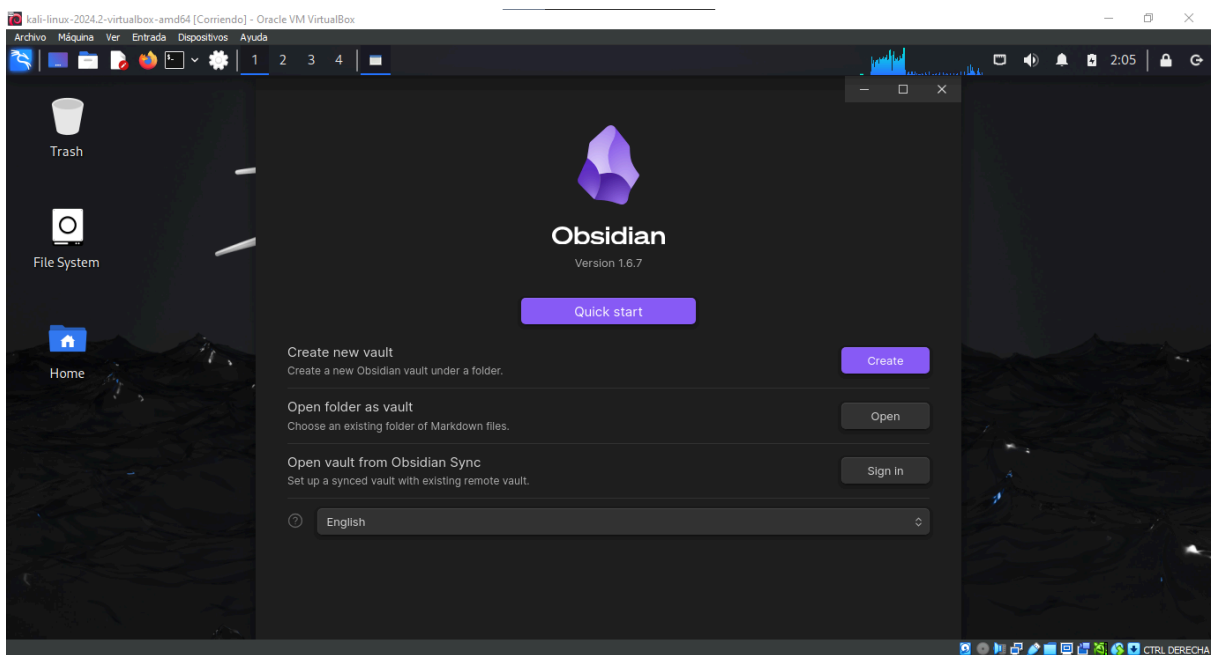 kali-linux-2024.2-virtualbox-amd64 [Corriendo] - Oracle VM VirtualBox
Archivo Máquina Ver Entrada Dispositivos Ayuda
1 2 3 4
2:05
Trash
File System
Home
Obsidian
Version 1.6.7
Quick start
Create new vault
Create a new Obsidian vault under a folder.
Create
Open folder as vault
Choose an existing folder of Markdown files.
Open
Open vault from Obsidian Sync
Set up a synced vault with existing remote vault.
Sign in
English
CTRL DERECHA